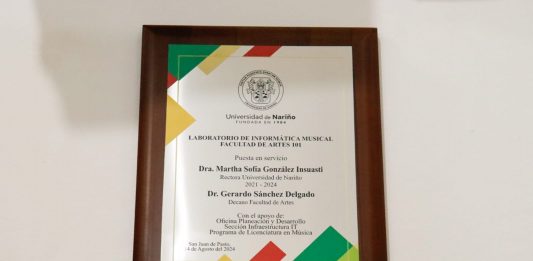 Universidad de Nariño
FUNDADA EN 1904
LABORATORIO DE INFORMÁTICA MUSICAL
FACULTAD DE ARTES 101
Puesta en servicio
Dra. Martha Sofía González Insuasti
Rectora Universidad de Nariño
2021 - 2024
Dr. Gerardo Sánchez Delgado
Decano Facultad de Artes
Con el apoyo de:
Oficina Planeación y Desarrollo
Sección Infraestructura IT
Programa de Licenciatura en Música
San Juan de Pasto,
4 de Agosto del 2024